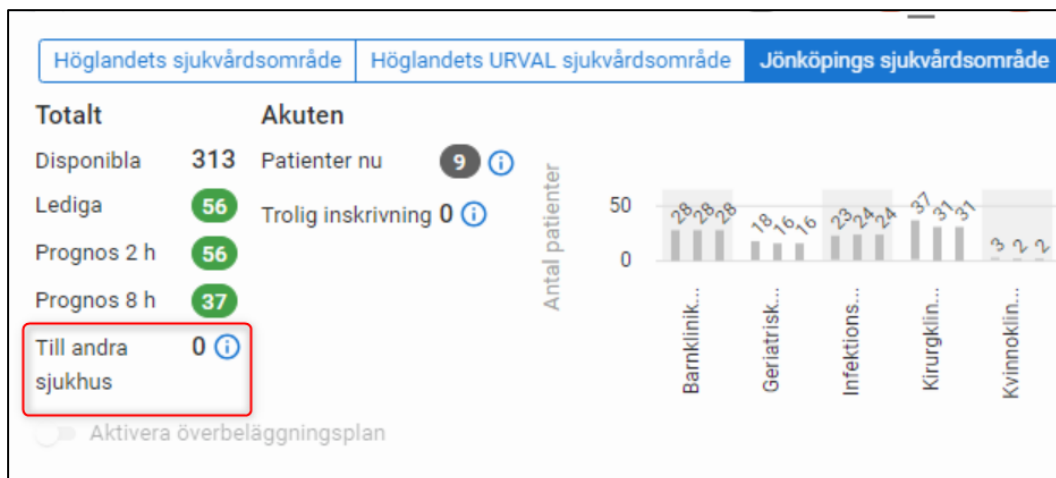 Höglandets sjukvårdsområde Höglandets URVAL sjukvårdsområde Jönköpings sjukvårdsområde
Totalt Akuten
Disponibla 313 Patienter nu 9
Lediga 56 Trolig inskrivning 0
Prognos 2 h 56
Prognos 8 h 37
Till andra 0
sjukhus
Aktivera överbeläggningsplan
Antal patienter
50
0
28 28 28 18 16 16 23 24 24 37 31 31 3 2 2
Barnklinik...
Geriatrisk...
Infektions...
Kirurgklin...
Kvinnoklin...